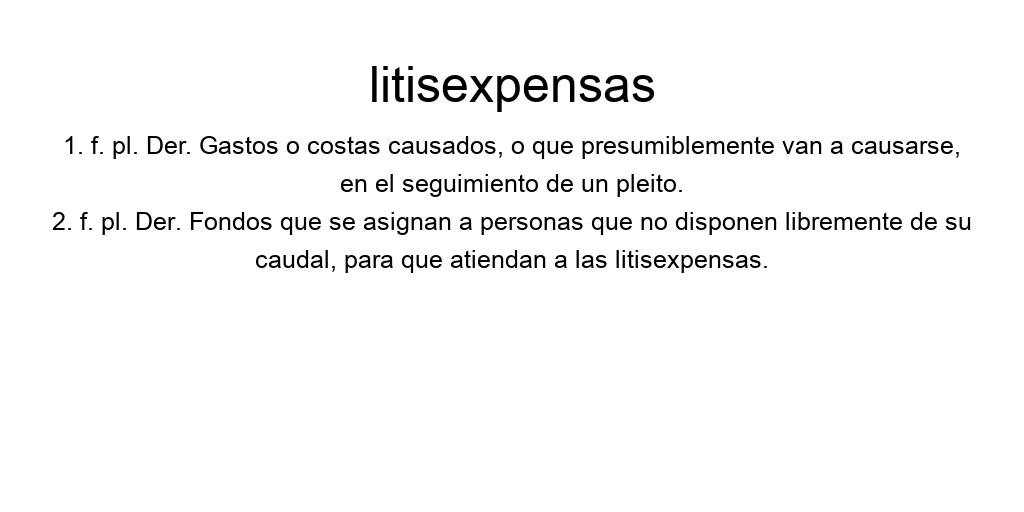 litisexpensas
1. f. pl. Der. Gastos o costas causados, o que presumiblemente van a causarse,
en el seguimiento de un pleito.
2. f. pl. Der. Fondos que se asignan a personas que no disponen libremente de su
caudal, para que atiendan a las litisexpensas.